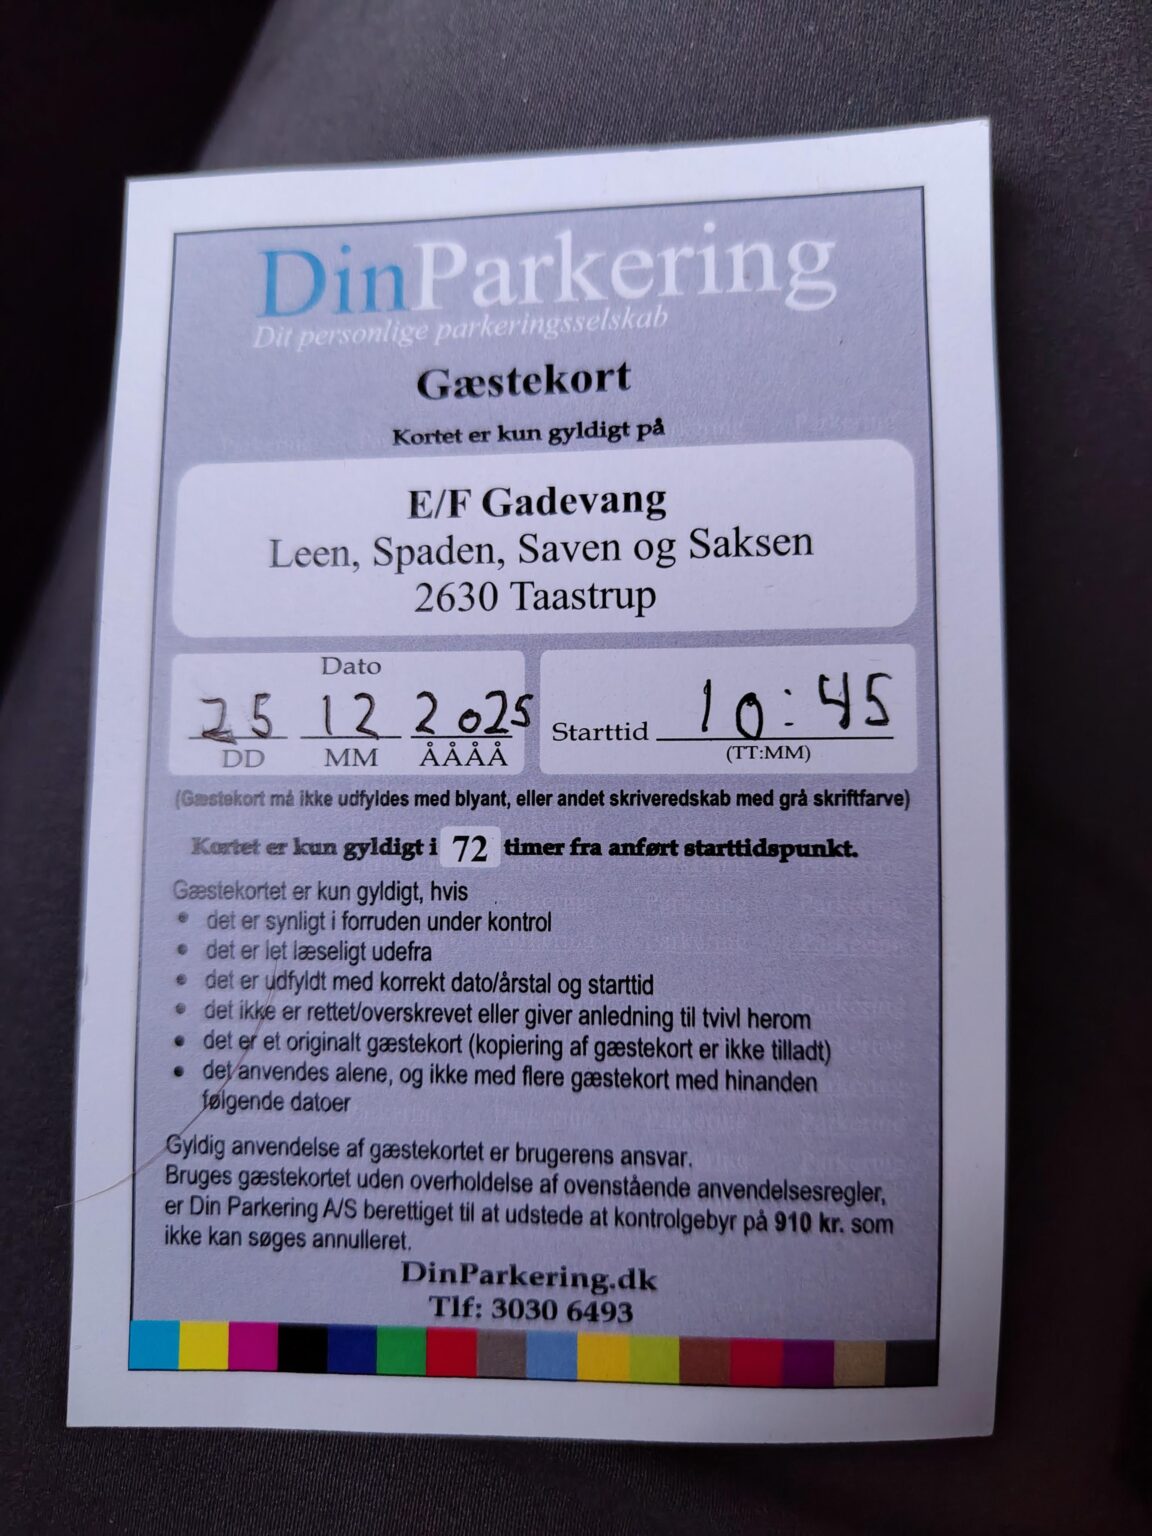 DinParkering
Dit personlige parkeringsselskab
Gæstekort
Kortet er kun gyldigt på
E/F Gadevang
Leen, Spaden, Saven og Saksen
2630 Taastrup
Dato
25 12 2025
DD MM ÅÅÅÅ
Starttid 10:45
(TT:MM)
(Gæstekort må ikke udfyldes med blyant, eller andet skriveredskab med grå skriftfarve)
Kortet er kun gyldigt i 72 timer fra anført starttidspunkt.
Gæstekortet er kun gyldigt, hvis
• det er synligt i forruden under kontrol
• det er let læseligt udefra
• det er udfyldt med korrekt dato/årstal og starttid
• det ikke er rettet/overskrevet eller giver anledning til tvivl herom
• det er et originalt gæstekort (kopiering af gæstekort er ikke tilladt)
• det anvendes alene, og ikke med flere gæstekort med hinanden
følgende datoer
Gyldig anvendelse af gæstekortet er brugerens ansvar.
Bruges gæstekortet uden overholdelse af ovenstående anvendelsesregler,
er Din Parkering A/S berettiget til at udstede at kontrolgebyr på 910 kr. som
ikke kan søges annulleret.
DinParkering.dk
Tlf: 3030 6493